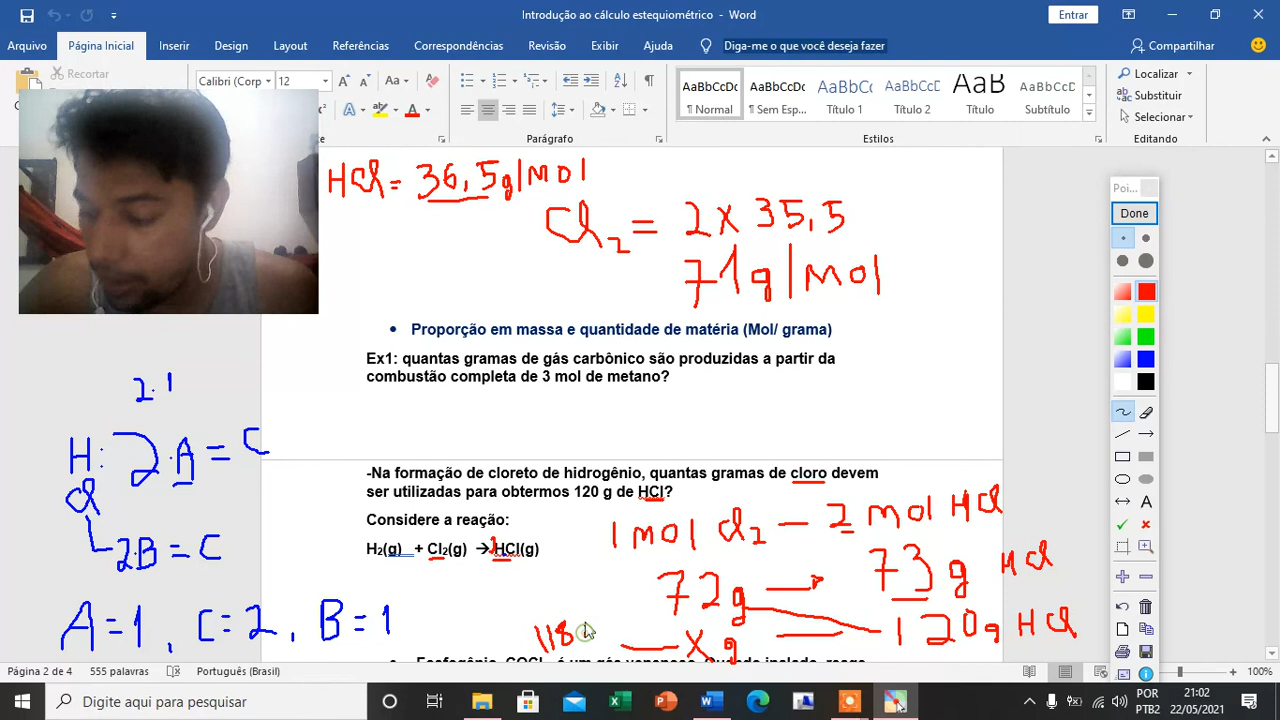 Introdução ao cálculo estequiométrico - Word
Entrar
Arquivo Página Inicial Inserir Design Layout Referências Correspondências Revisão Exibir Ajuda Diga-me o que você deseja fazer Compartilhar
Recortar
Calibri (Corp 12
AaBbCcDc AaBbCcDc AaBbCcD AaBbCcD AaB AaBbCcD
¶ Normal ¶ Sem Esp... Título 1 Título 2 Título Subtítulo
Localizar
Substituir
Selecionar
Parágrafo Estilos Editando
Poi...
Done
HCl = 36,5g/mol
Cl2 = 2 x 35,5
71g/mol
• Proporção em massa e quantidade de matéria (Mol/ grama)
Ex1: quantas gramas de gás carbônico são produzidas a partir da
combustão completa de 3 mol de metano?
2.1
H: 2.A = C
Cl
2B = C
A=1, C=2, B=1
-Na formação de cloreto de hidrogênio, quantas gramas de cloro devem
ser utilizadas para obtermos 120 g de HCl?
Considere a reação:
H2(g) + Cl2(g) → HCl(g)
1mol Cl2 — 2 mol HCl
72g → 73g HCl
118 — x g — 120g HCl
Página 2 de 4 555 palavras Português (Brasil) 100%
Digite aqui para pesquisar
POR
PTB2
21:02
22/05/2021